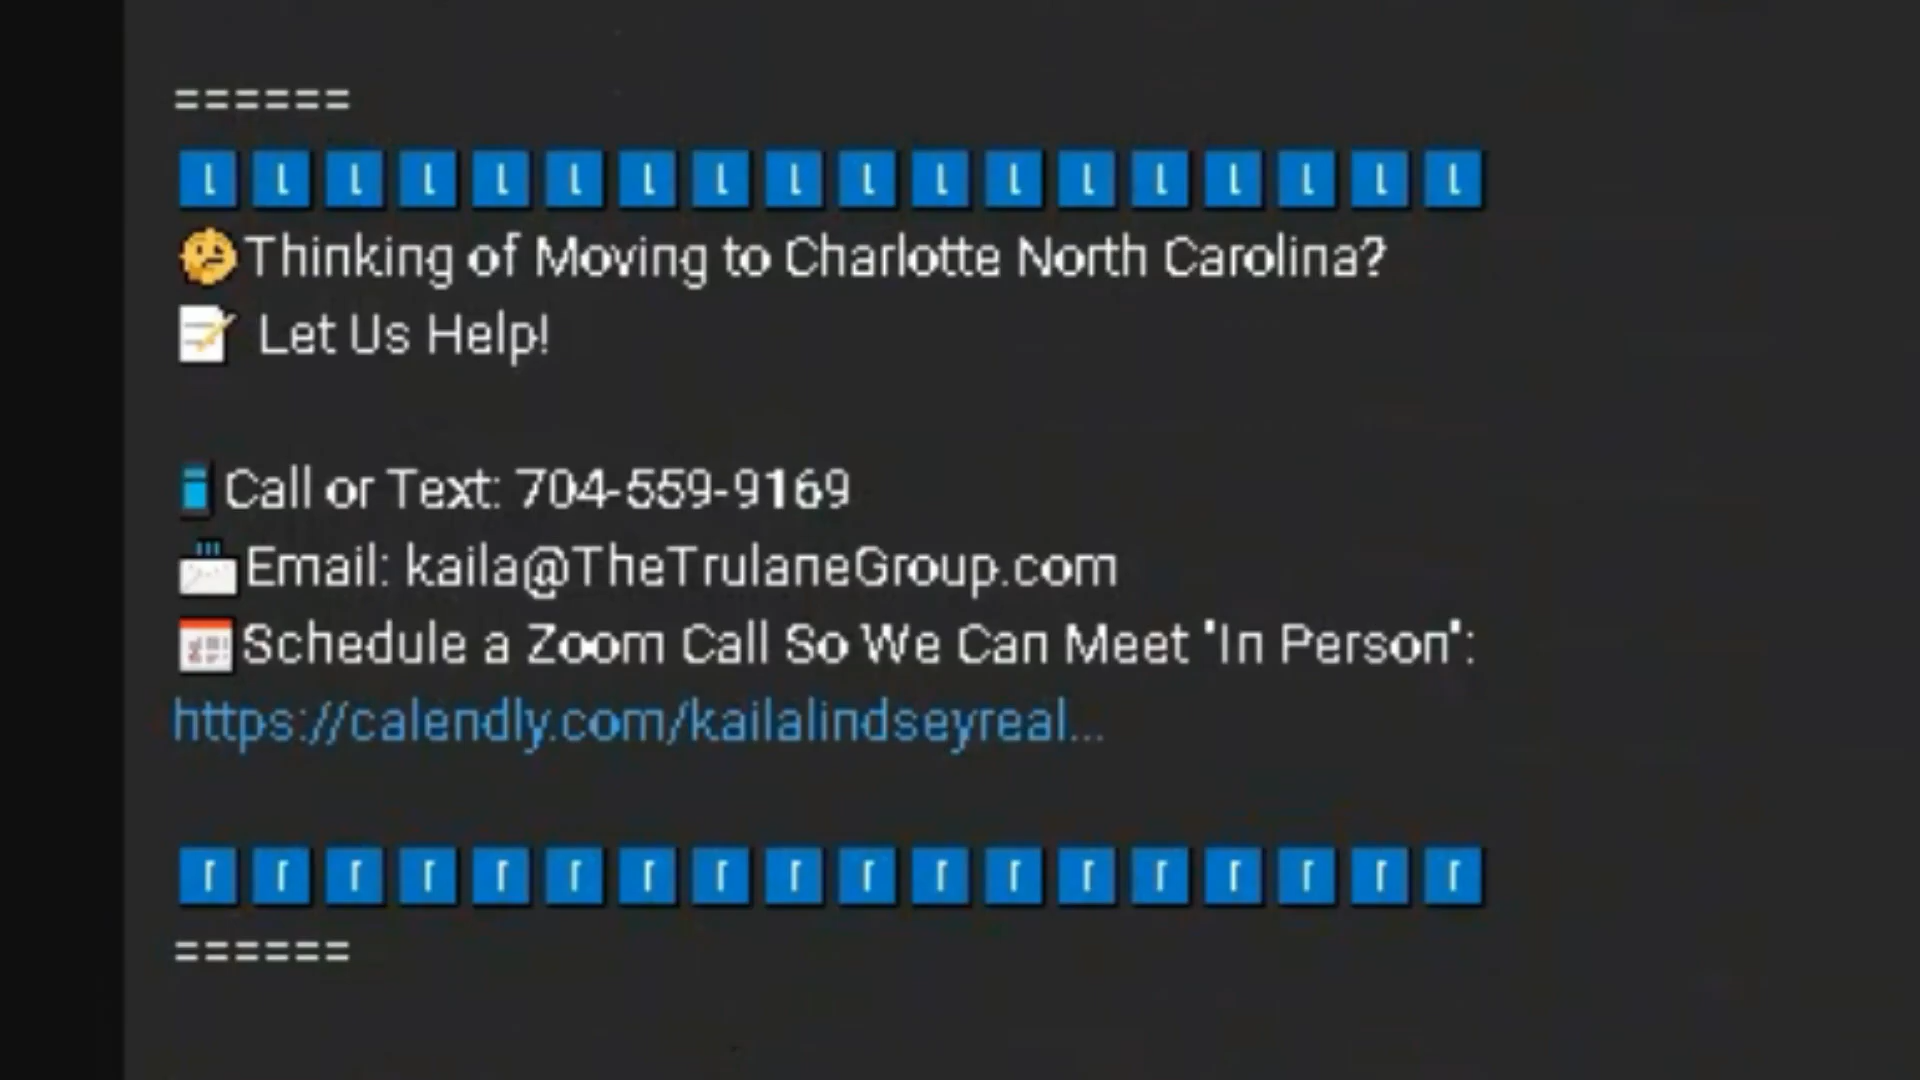 ======
⬇⬇⬇⬇⬇⬇⬇⬇⬇⬇⬇⬇⬇⬇⬇⬇⬇⬇
🤔Thinking of Moving to Charlotte North Carolina?
📝 Let Us Help!
📱Call or Text: 704-559-9169
📨Email: kaila@TheTrulaneGroup.com
📆Schedule a Zoom Call So We Can Meet "In Person":
https://calendly.com/kailalindseyreal...
⬆⬆⬆⬆⬆⬆⬆⬆⬆⬆⬆⬆⬆⬆⬆⬆⬆⬆
======